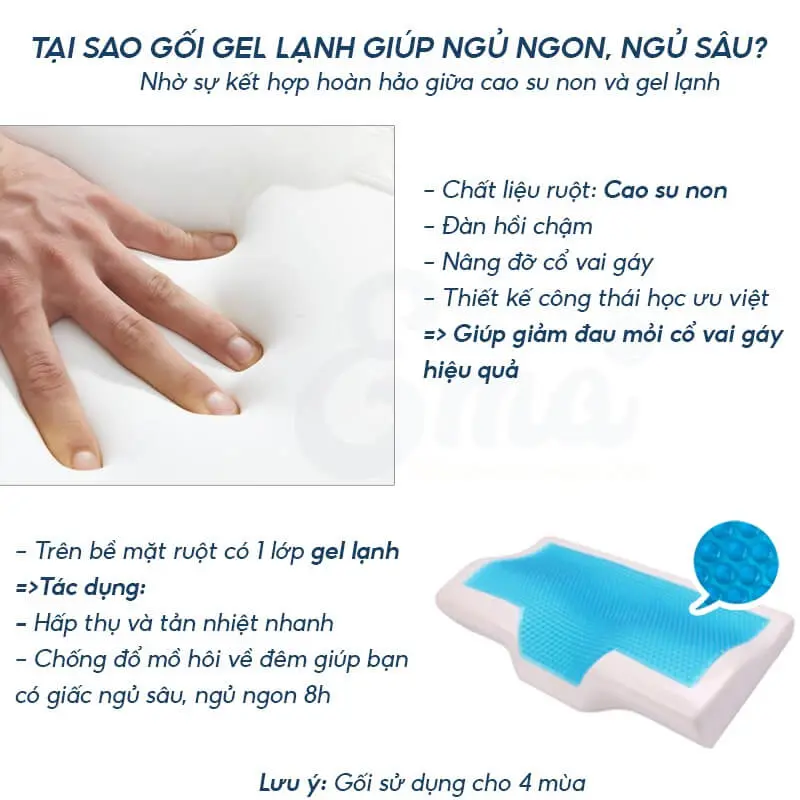 TẠI SAO GỐI GEL LẠNH GIÚP NGỦ NGON, NGỦ SÂU?
Nhờ sự kết hợp hoàn hảo giữa cao su non và gel lạnh
- Chất liệu ruột: Cao su non
- Đàn hồi chậm
- Nâng đỡ cổ vai gáy
- Thiết kế công thái học ưu việt
=> Giúp giảm đau mỏi cổ vai gáy
hiệu quả
Ema
- Trên bề mặt ruột có 1 lớp gel lạnh
=>Tác dụng:
- Hấp thụ và tản nhiệt nhanh
- Chống đổ mồ hôi về đêm giúp bạn
có giấc ngủ sâu, ngủ ngon 8h
Lưu ý: Gối sử dụng cho 4 mùa